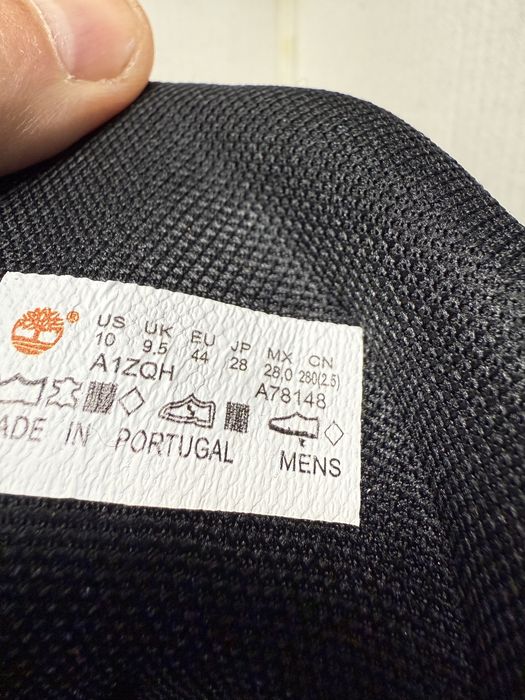 ®
US UK EU JP MX CN
10 9.5 44 28 28,0 280(2.5)
A1ZQH A78148
ADE IN PORTUGAL MENS